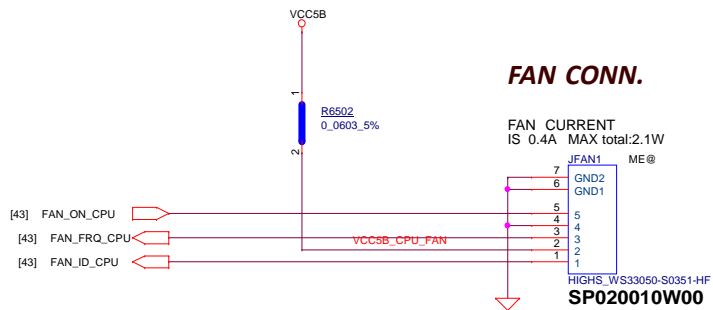 VCC5B
FAN CONN.
1
R6502
0_0603_5%
2
FAN CURRENT
IS 0.4A MAX total:2.1W
JFAN1 ME@
7 GND2
6 GND1
[43] FAN_ON_CPU 5 5
4 4
[43] FAN_FRQ_CPU 3 3
VCC5B_CPU_FAN 2 2
[43] FAN_ID_CPU 1 1
HIGHS_WS33050-S0351-HF
SP020010W00